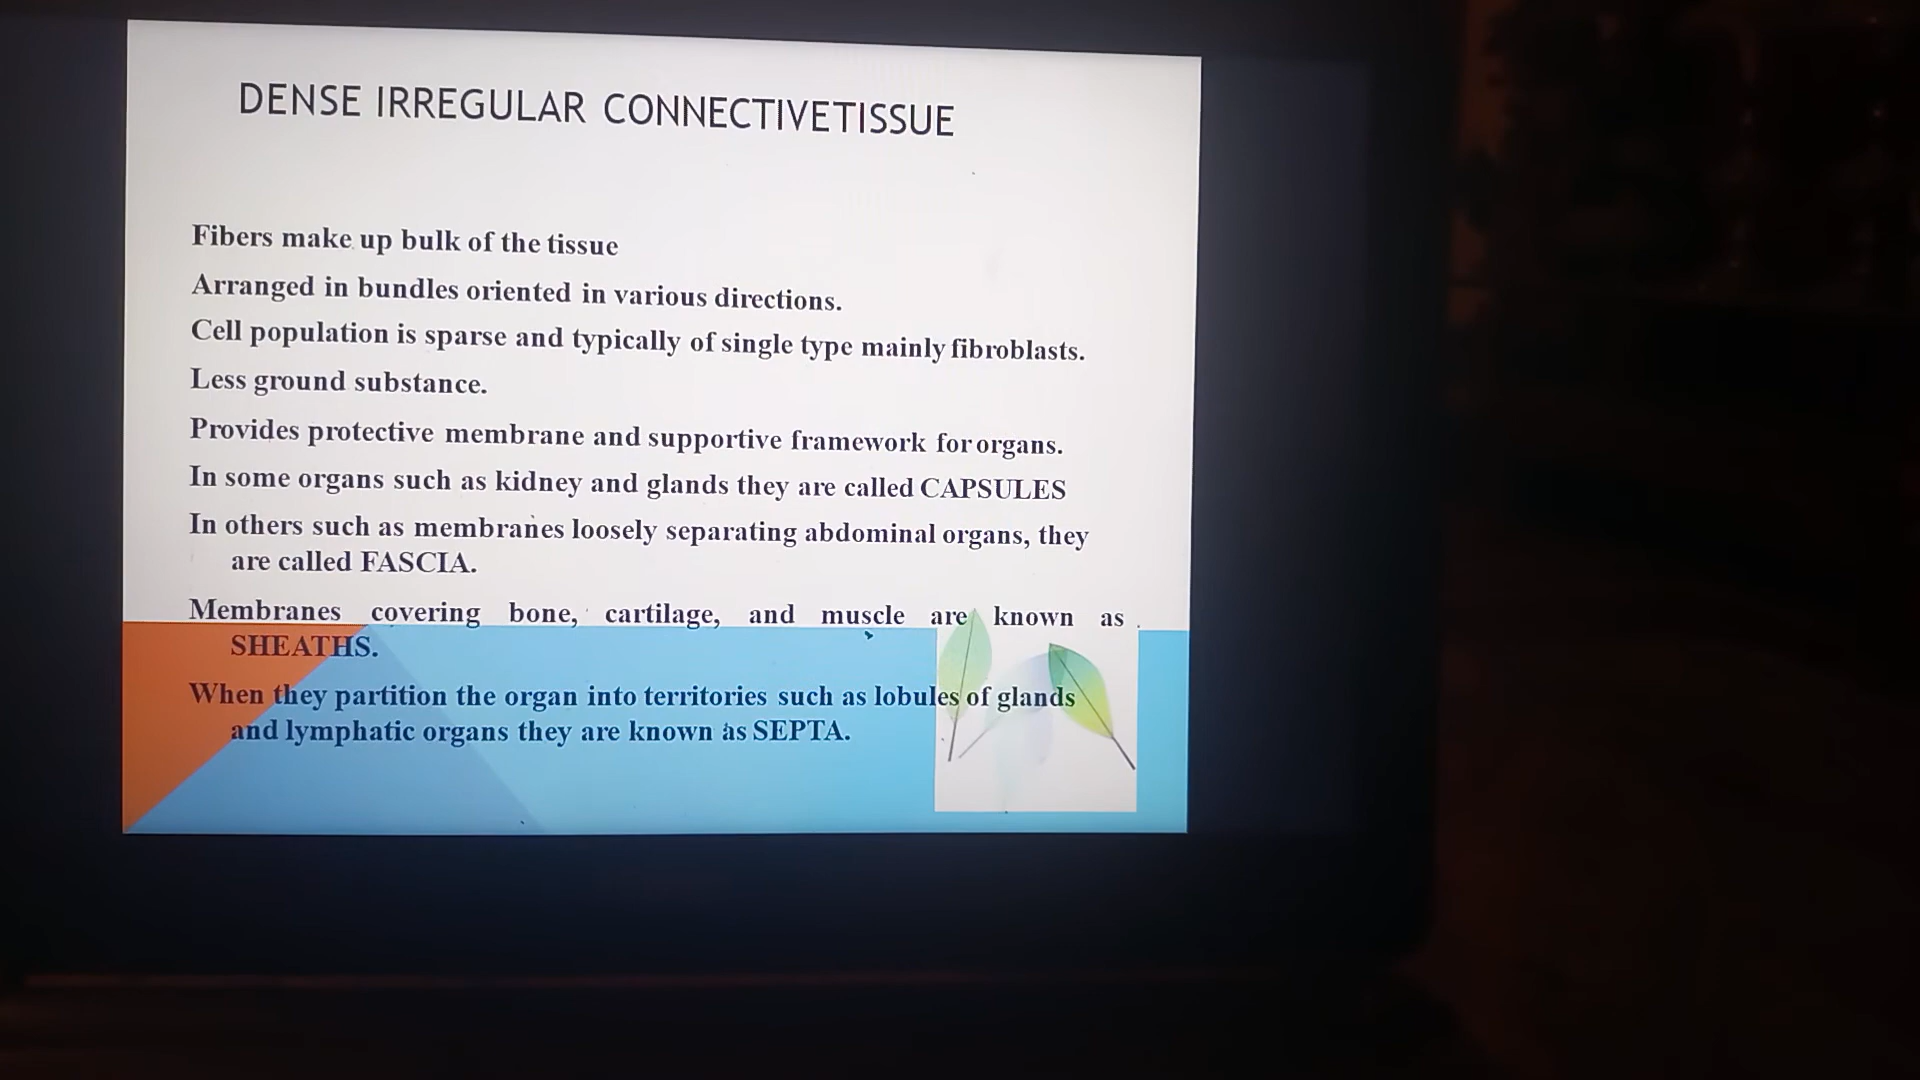 DENSE IRREGULAR CONNECTIVETISSUE
Fibers make up bulk of the tissue
Arranged in bundles oriented in various directions.
Cell population is sparse and typically of single type mainly fibroblasts.
Less ground substance.
Provides protective membrane and supportive framework for organs.
In some organs such as kidney and glands they are called CAPSULES
In others such as membranes loosely separating abdominal organs, they
are called FASCIA.
Membranes covering bone, cartilage, and muscle are known as
SHEATHS.
When they partition the organ into territories such as lobules of glands
and lymphatic organs they are known as SEPTA.